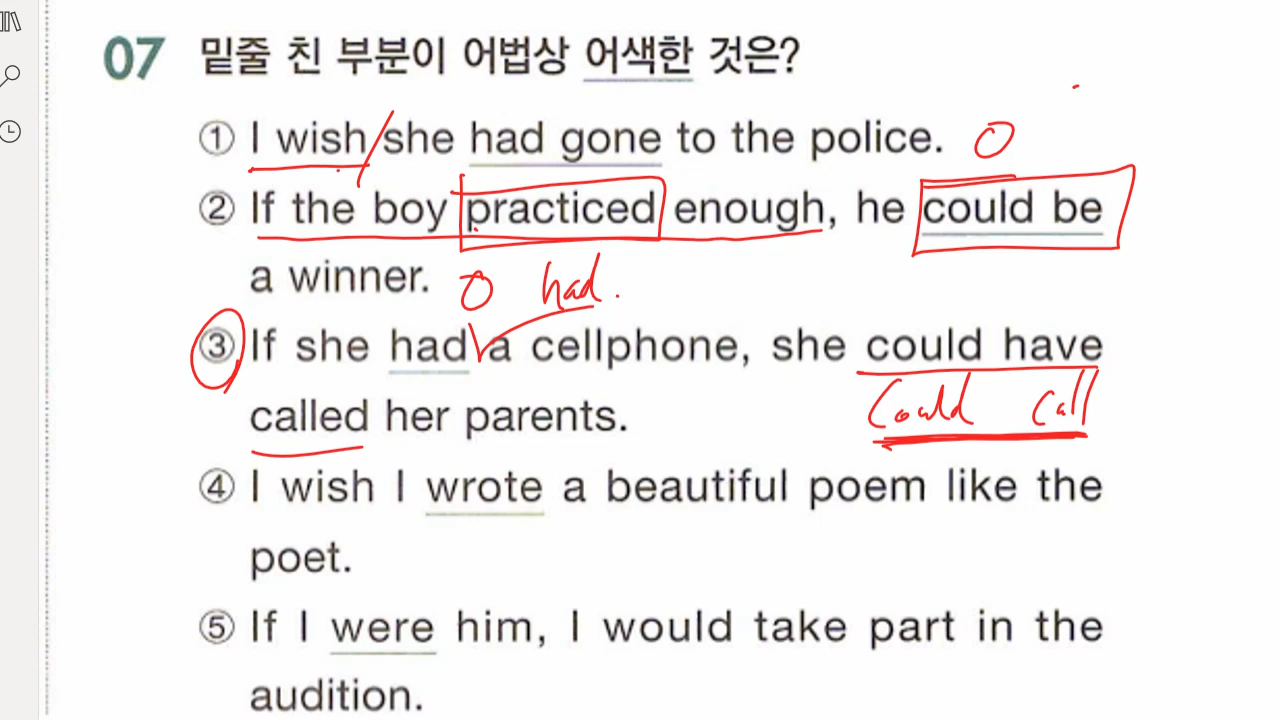 07 밑줄 친 부분이 어법상 어색한 것은?
① I wish she had gone to the police. O
② If the boy practiced enough, he could be
a winner. O had.
③ If she had a cellphone, she could have
called her parents. Could Call
④ I wish I wrote a beautiful poem like the
poet.
⑤ If I were him, I would take part in the
audition.